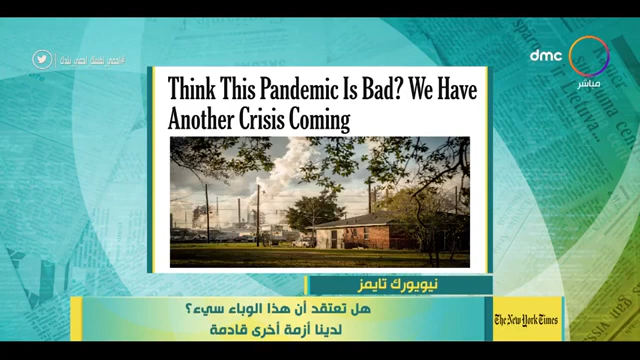 #احمي_نفسك_احمي_بلدك
dmc
مباشر
Think This Pandemic Is Bad? We Have
Another Crisis Coming
نيويورك تايمز
هل تعتقد أن هذا الوباء سيء؟
لدينا أزمة أخرى قادمة
The New York Times